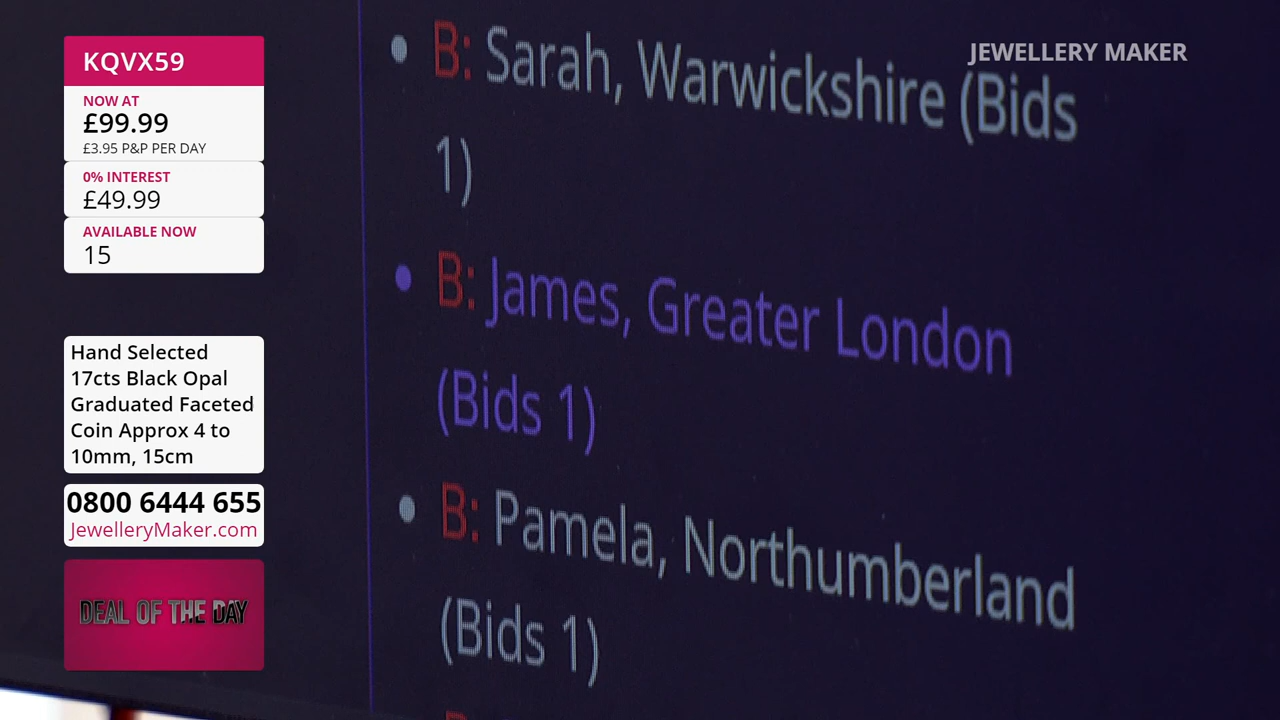 KQVX59
NOW AT
£99.99
£3.95 P&P PER DAY
0% INTEREST
£49.99
AVAILABLE NOW
15
Hand Selected
17cts Black Opal
Graduated Faceted
Coin Approx 4 to
10mm, 15cm
0800 6444 655
JewelleryMaker.com
DEAL OF THE DAY
JEWELLERY MAKER
• B: Sarah, Warwickshire (Bids
1)
• B: James, Greater London
(Bids 1)
• B: Pamela, Northumberland
(Bids 1)